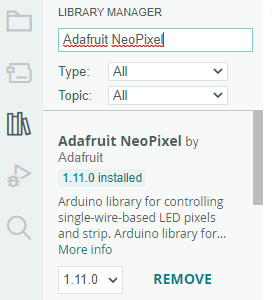 LIBRARY MANAGER
Adafruit NeoPixel
Type: All
Topic: All
Adafruit NeoPixel by
Adafruit
1.11.0 installed
Arduino library for controlling
single-wire-based LED pixels
and strip. Arduino library for...
More info
1.11.0 REMOVE